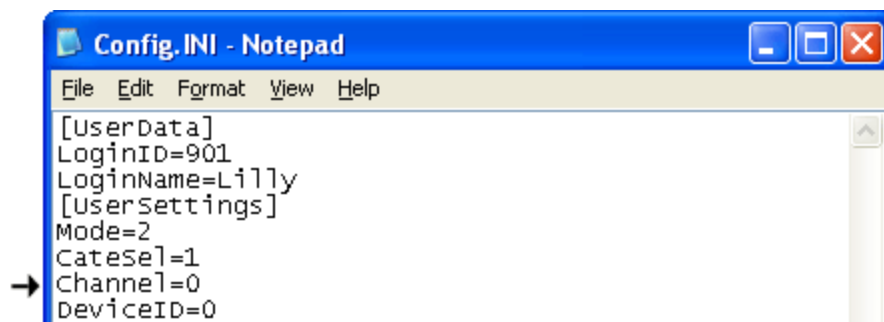 Config.INI - Notepad
File Edit Format View Help
[UserData]
LoginID=901
LoginName=Lilly
[UserSettings]
Mode=2
CateSel=1
Channel=0
DeviceID=0